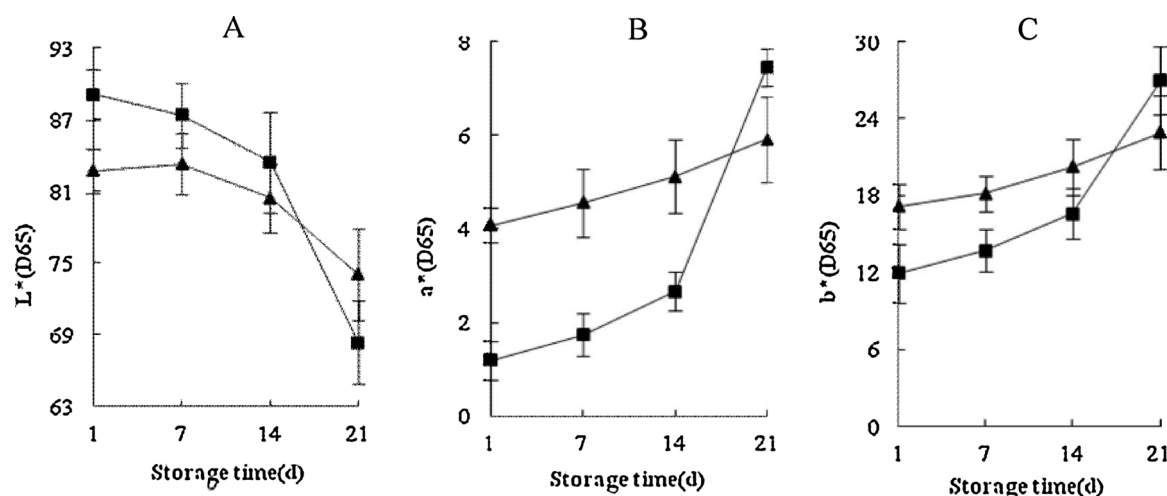 A
L*(D65)
93
87
81
75
69
63
1 7 14 21
Storage time(d)
B
a*(D65)
8
6
4
2
0
1 7 14 21
Storage time(d)
C
b*(D65)
30
24
18
12
6
0
1 7 14 21
Storage time(d)